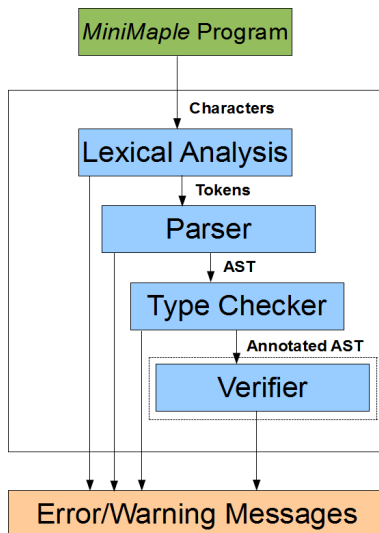 MiniMaple Program
Characters
Lexical Analysis
Tokens
Parser
AST
Type Checker
Annotated AST
Verifier
Error/Warning Messages